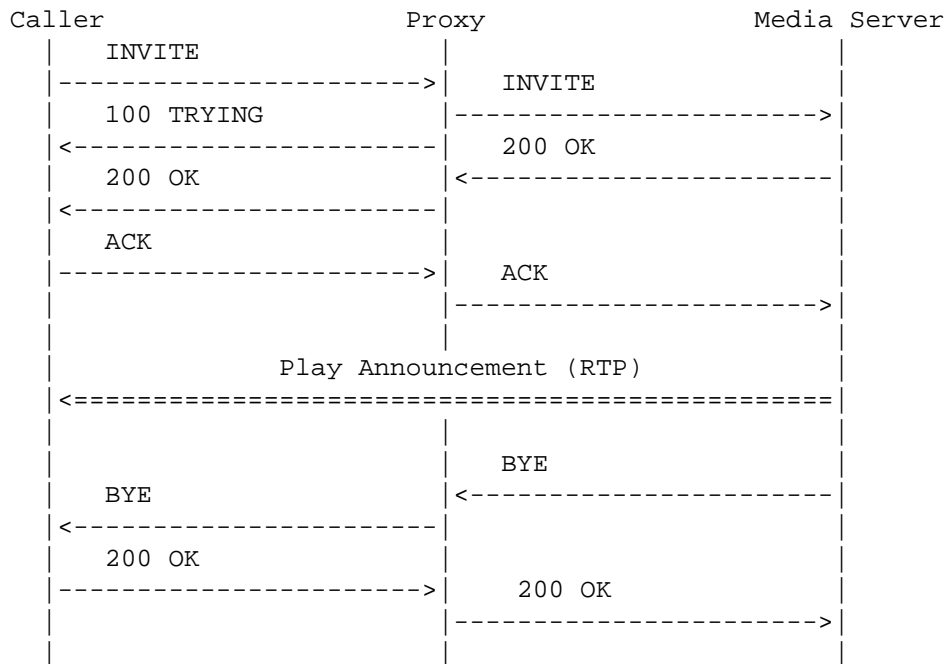 Caller Proxy Media Server
INVITE
INVITE
100 TRYING
200 OK
200 OK
ACK
ACK
Play Announcement (RTP)
BYE
BYE
200 OK
200 OK